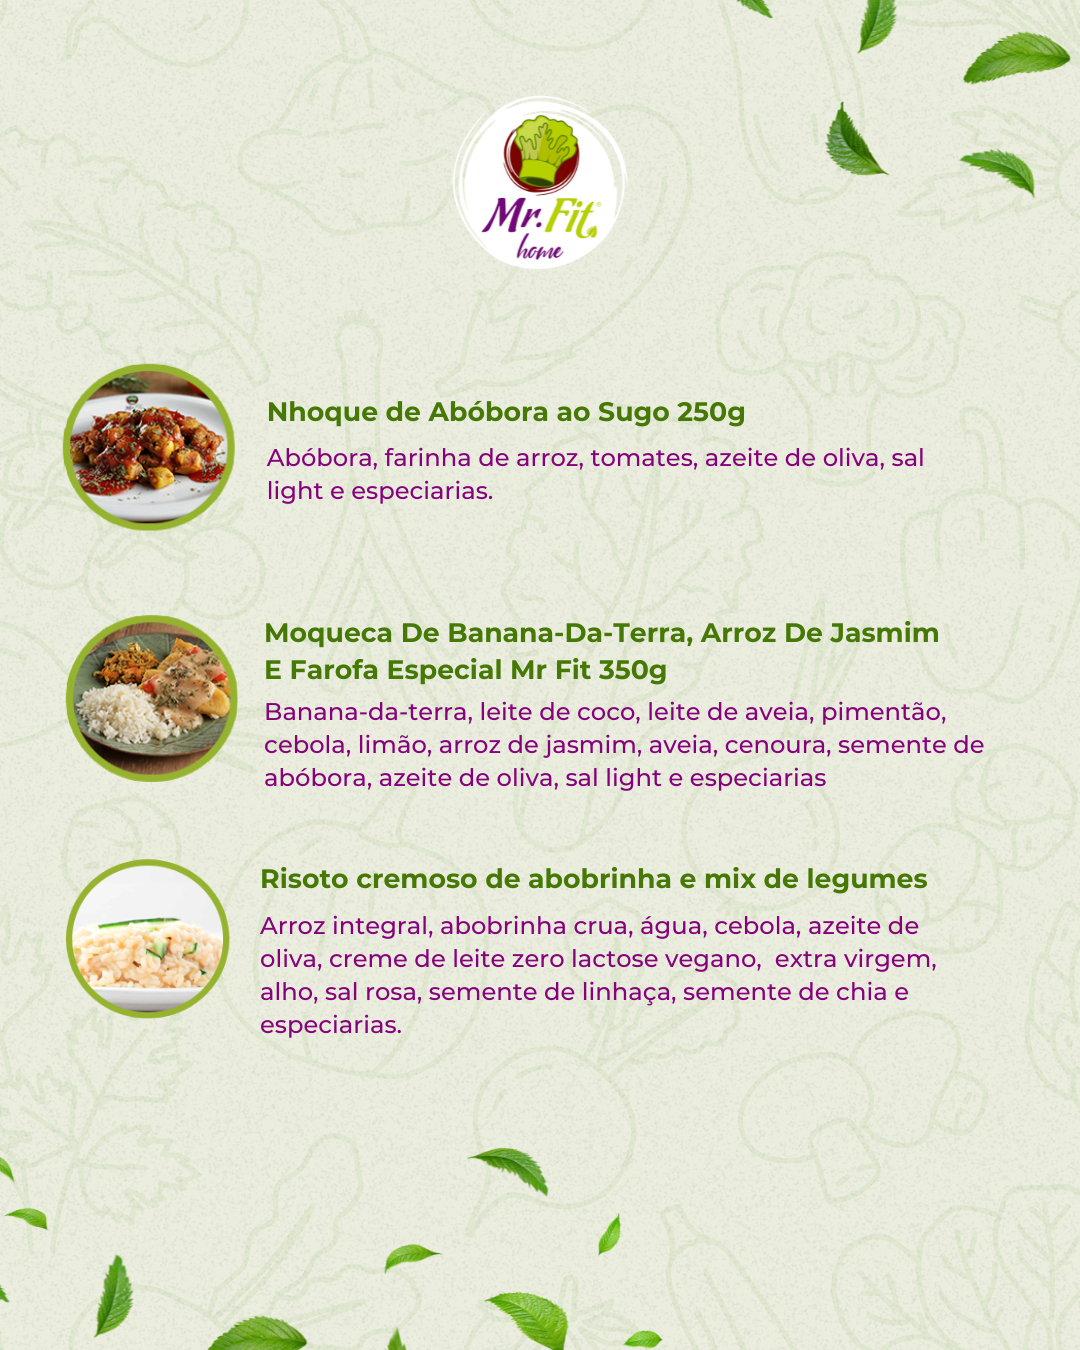 Mr. Fit
home
Nhoque de Abóbora ao Sugo 250g
Abóbora, farinha de arroz, tomates, azeite de oliva, sal
light e especiarias.
Moqueca De Banana-Da-Terra, Arroz De Jasmim
E Farofa Especial Mr Fit 350g
Banana-da-terra, leite de coco, leite de aveia, pimentão,
cebola, limão, arroz de jasmim, aveia, cenoura, semente de
abóbora, azeite de oliva, sal light e especiarias
Risoto cremoso de abobrinha e mix de legumes
Arroz integral, abobrinha crua, água, cebola, azeite de
oliva, creme de leite zero lactose vegano,  extra virgem,
alho, sal rosa, semente de linhaça, semente de chia e
especiarias.